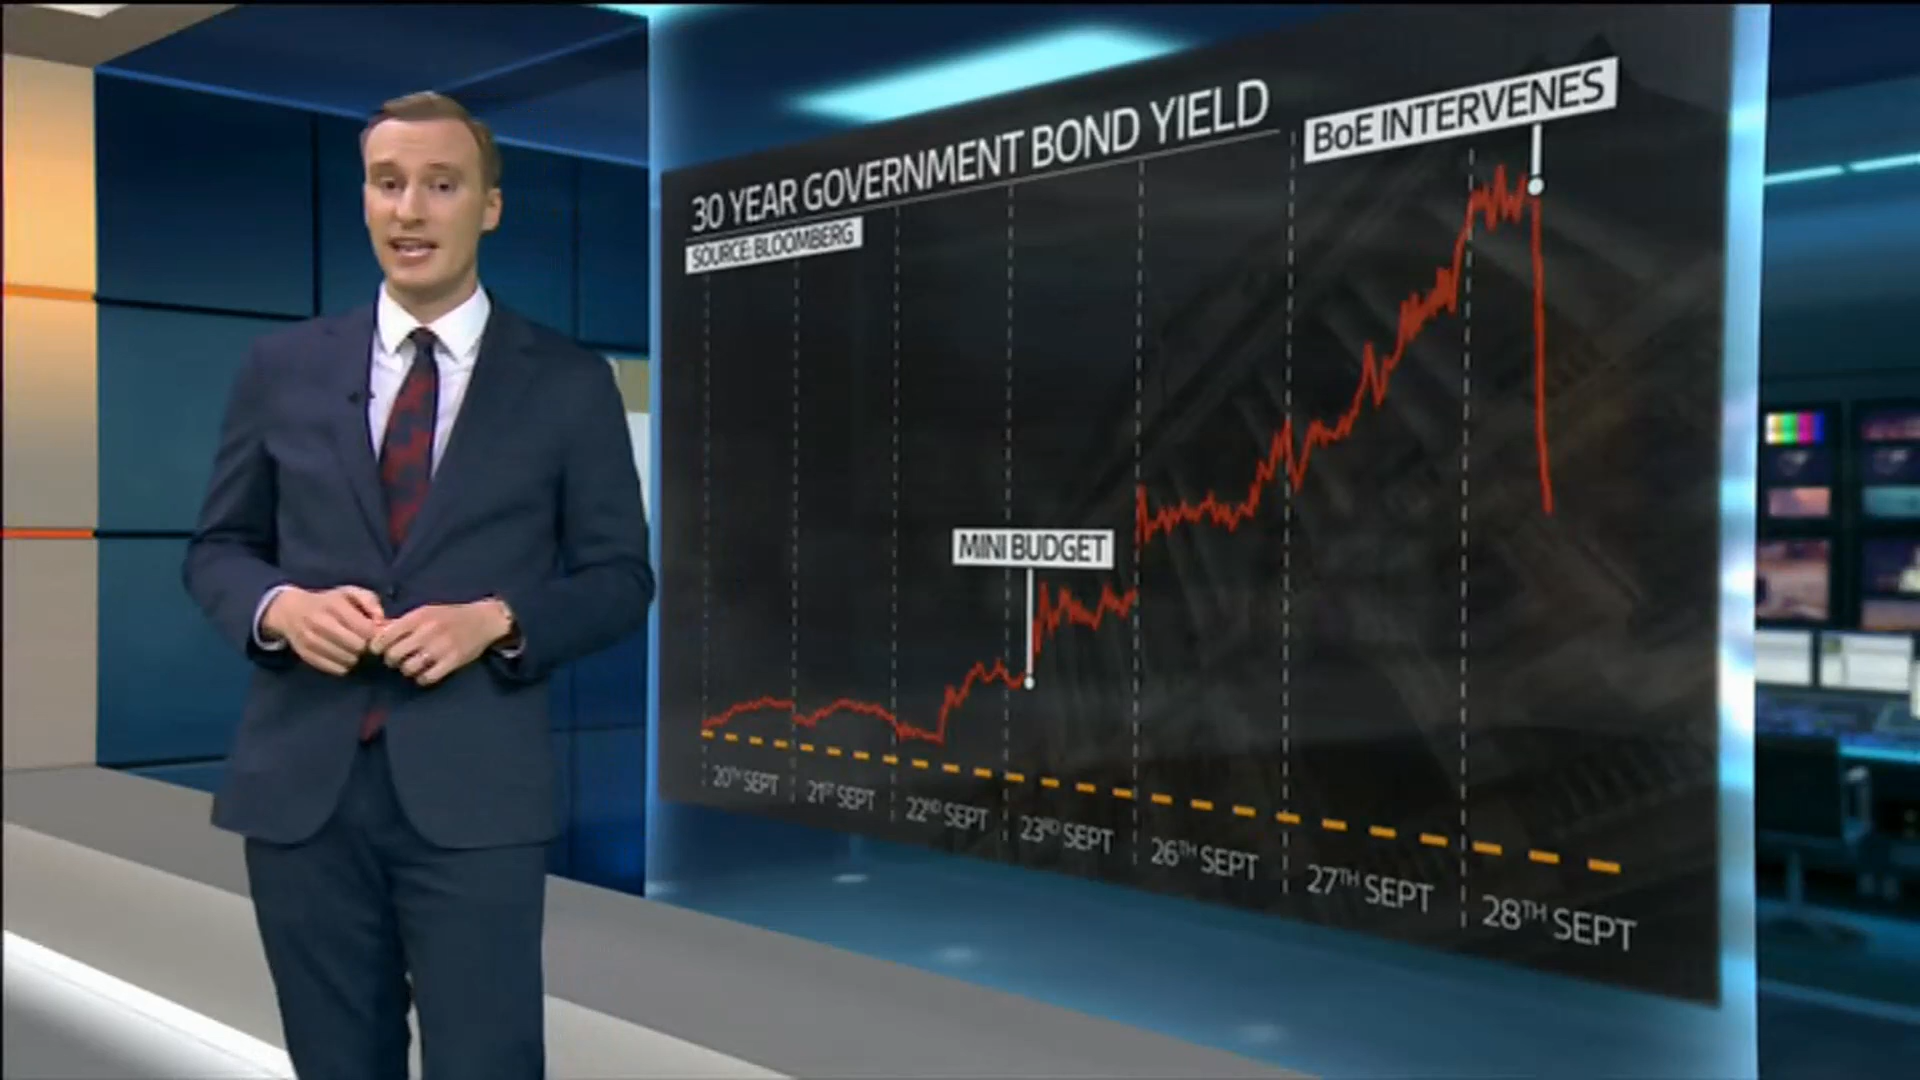 30 YEAR GOVERNMENT BOND YIELD
SOURCE: BLOOMBERG
BoE INTERVENES
MINI BUDGET
20TH SEPT
21ST SEPT
22ND SEPT
23RD SEPT
26TH SEPT
27TH SEPT
28TH SEPT